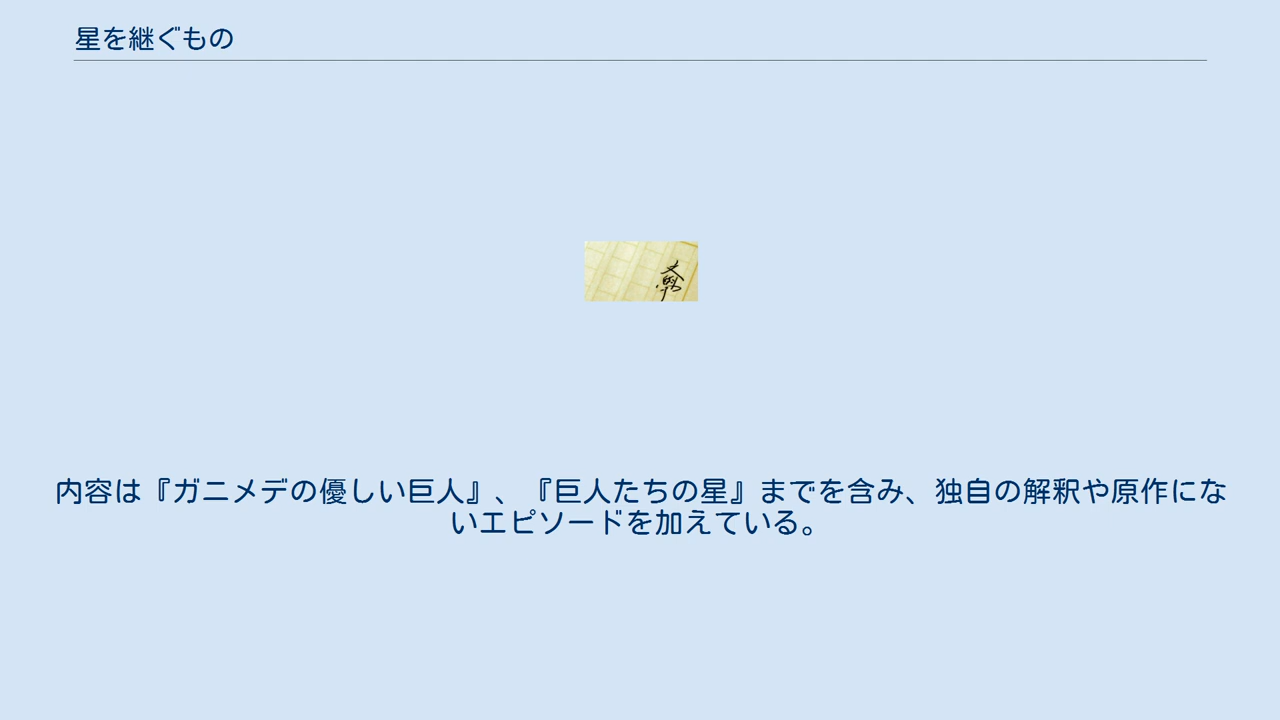 星を継ぐもの
内容は『ガニメデの優しい巨人』、『巨人たちの星』までを含み、独自の解釈や原作にな
いエピソードを加えている。